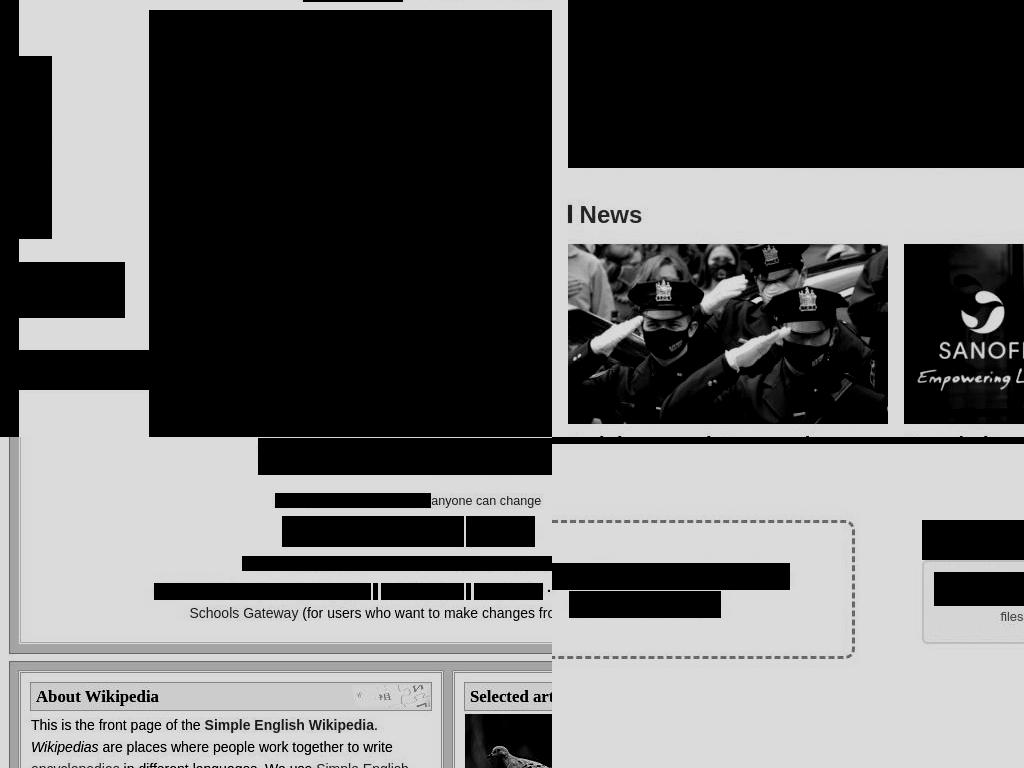 News
SANOFI
Empowering
anyone can change
Schools Gateway (for users who want to make changes
files
About Wikipedia
Selected
This is the front page of the Simple English Wikipedia.
Wikipedias are places where people work together to write
encyclopedias in different languages. We use Simple English